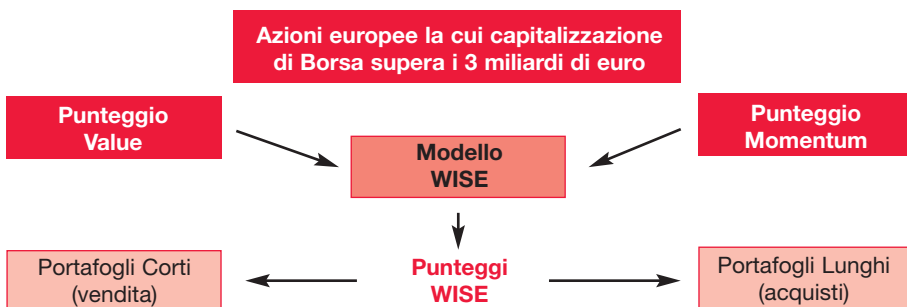 Azioni europee la cui capitalizzazione
di Borsa supera i 3 miliardi di euro
Punteggio
Value
Punteggio
Momentum
Modello
WISE
Portafogli Corti
(vendita)
Punteggi
WISE
Portafogli Lunghi
(acquisti)